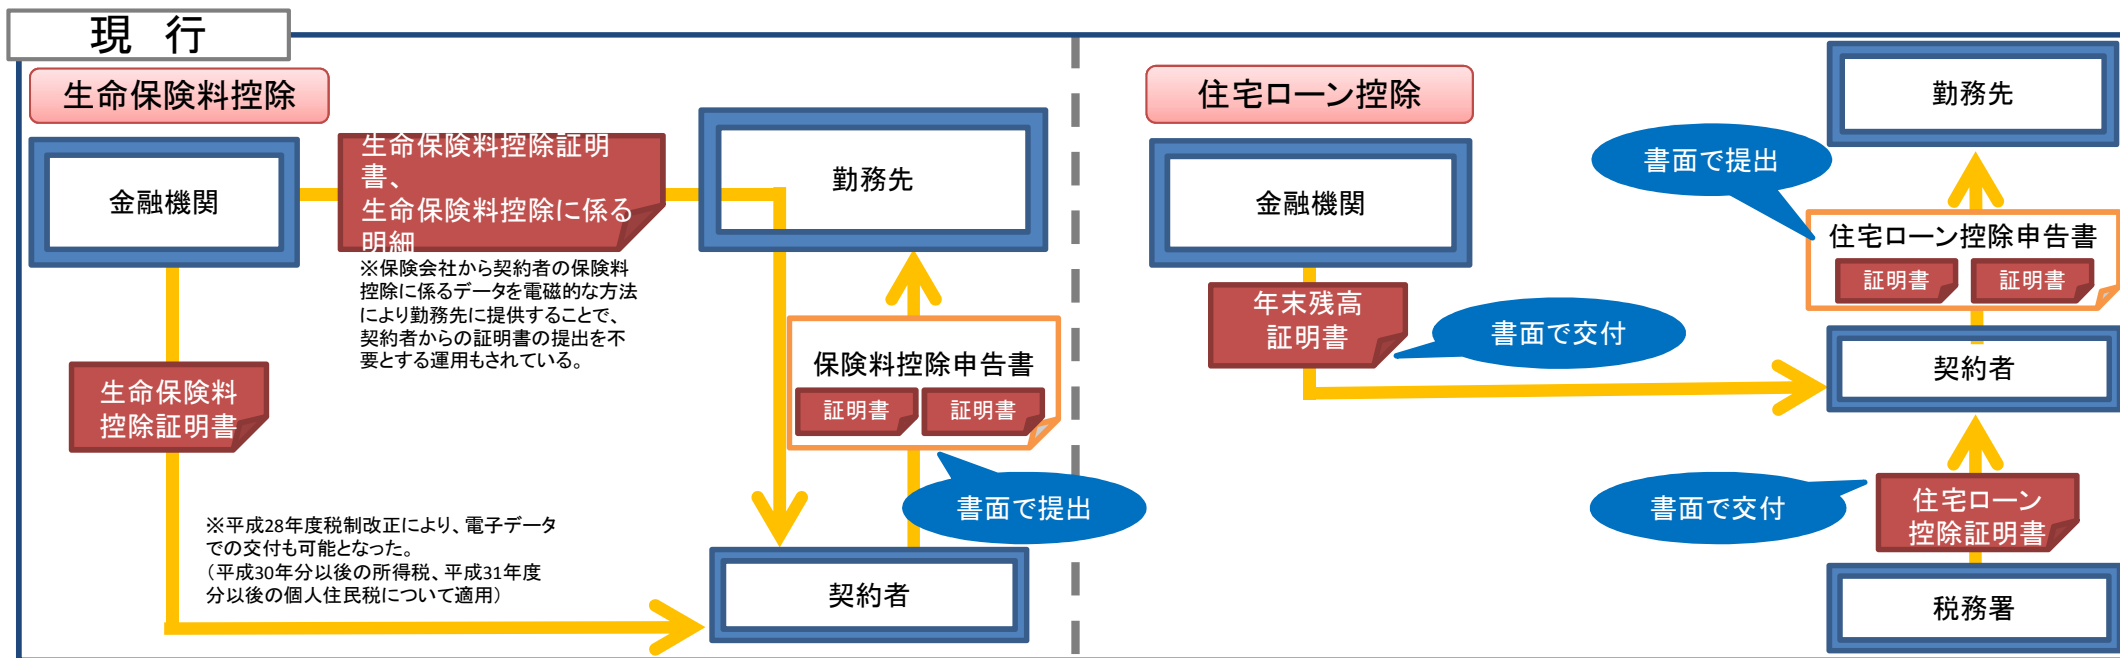 現 行
生命保険料控除
金融機関
生命保険料控除証明
書、
生命保険料控除に係る
明細
※保険会社から契約者の保険料
控除に係るデータを電磁的な方法
により勤務先に提供することで、
契約者からの証明書の提出を不
要とする運用もされている。
勤務先
保険料控除申告書
証明書
証明書
書面で提出
生命保険料
控除証明書
※平成28年度税制改正により、電子データ
での交付も可能となった。
（平成30年分以後の所得税、平成31年度
分以後の個人住民税について適用）
契約者
住宅ローン控除
金融機関
年末残高
証明書
書面で交付
勤務先
書面で提出
住宅ローン控除申告書
証明書
証明書
契約者
書面で交付
住宅ローン
控除証明書
税務署